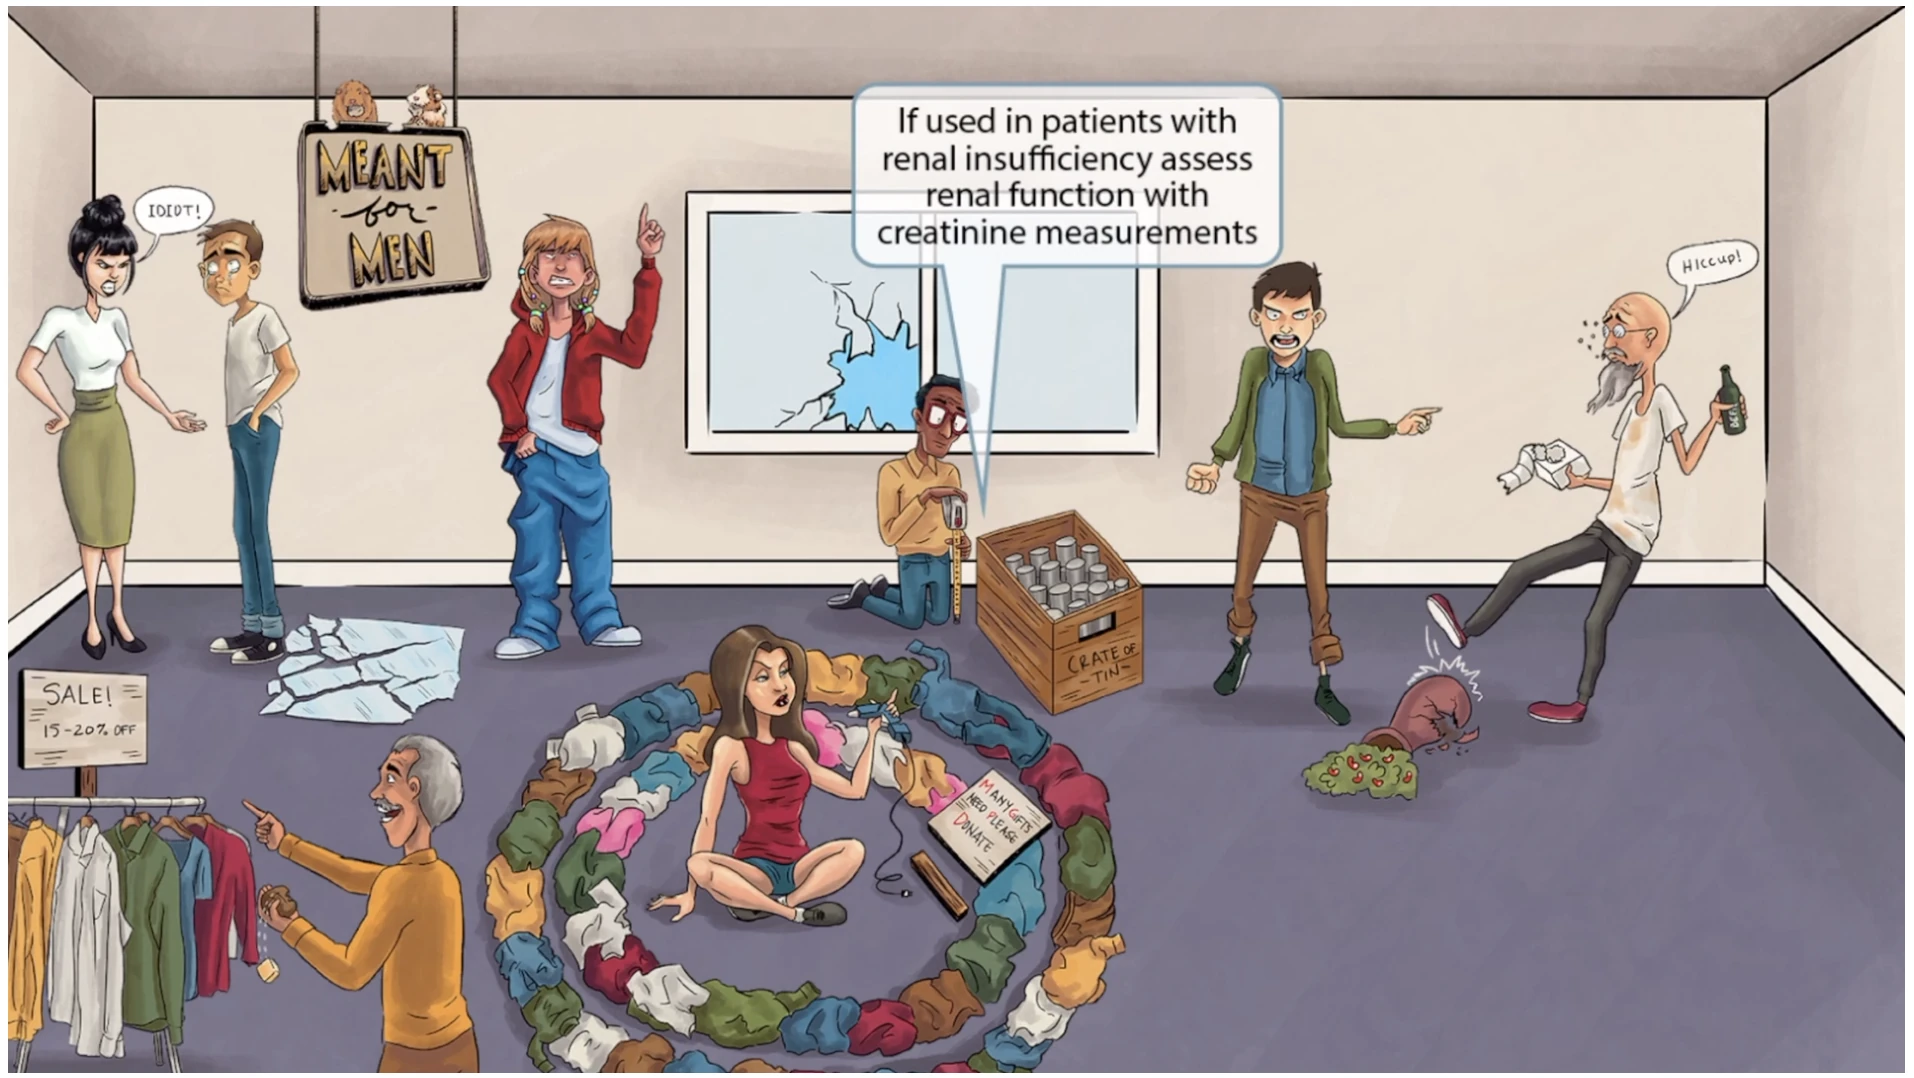 If used in patients with
renal insufficiency assess
renal function with
creatinine measurements
IDIOT!
MEANT
-for-
MEN
HIccup!
BEER
CRATE OF
-TIN-
SALE!
15-20% OFF
MANY GIFTS
NEED PLEASE
DONATE